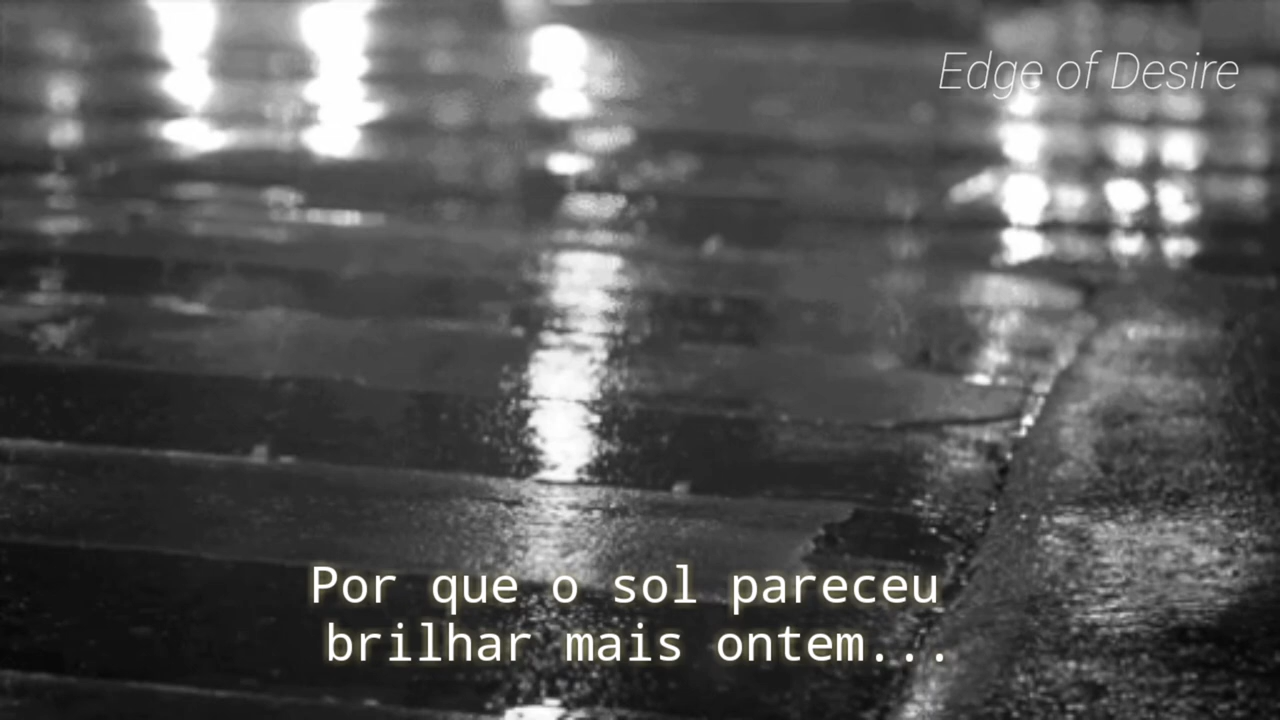 Edge of Desire
Por que o sol pareceu
brilhar mais ontem...